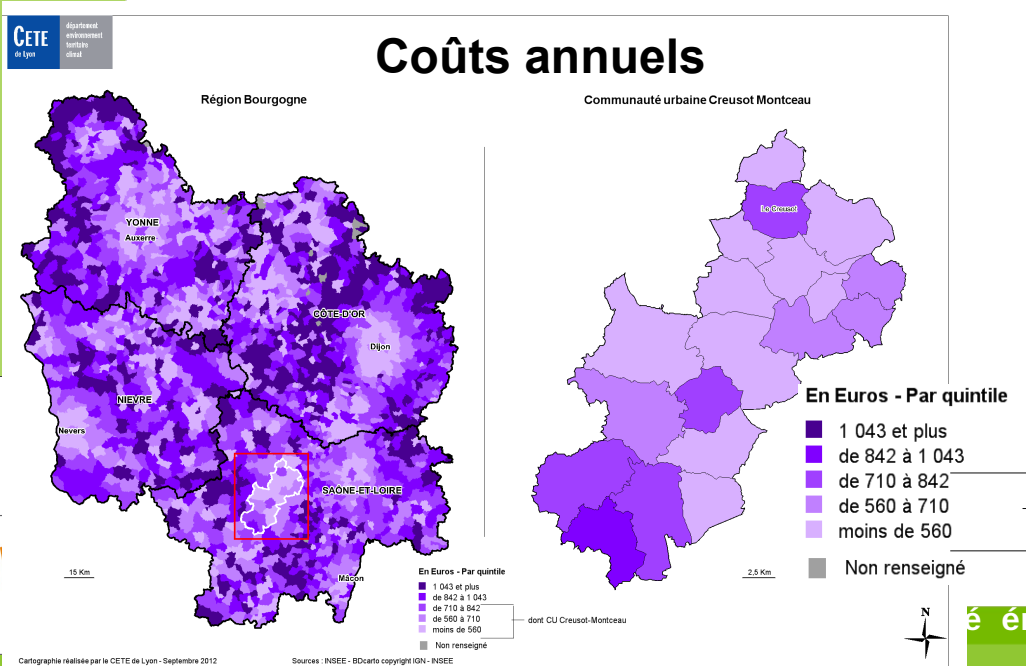 CETE
de Lyon
département
environnement
territoire
climat
Coûts annuels
Région Bourgogne
Communauté urbaine Creusot Montceau
YONNE
Auxerre
CÔTE-D'OR
Dijon
NIEVRE
Nevers
SAÔNE-ET-LOIRE
Mâcon
Le Creusot
En Euros - Par quintile
1 043 et plus
de 842 à 1 043
de 710 à 842
de 560 à 710
moins de 560
Non renseigné
15 Km
2,5 Km
En Euros - Par quintile
1 043 et plus
de 842 à 1 043
de 710 à 842
de 560 à 710
moins de 560
Non renseigné
dont CU Creusot-Montceau
N
é én
Cartographie réalisée par le CETE de Lyon - Septembre 2012
Sources : INSEE - BDcarto copyright IGN - INSEE